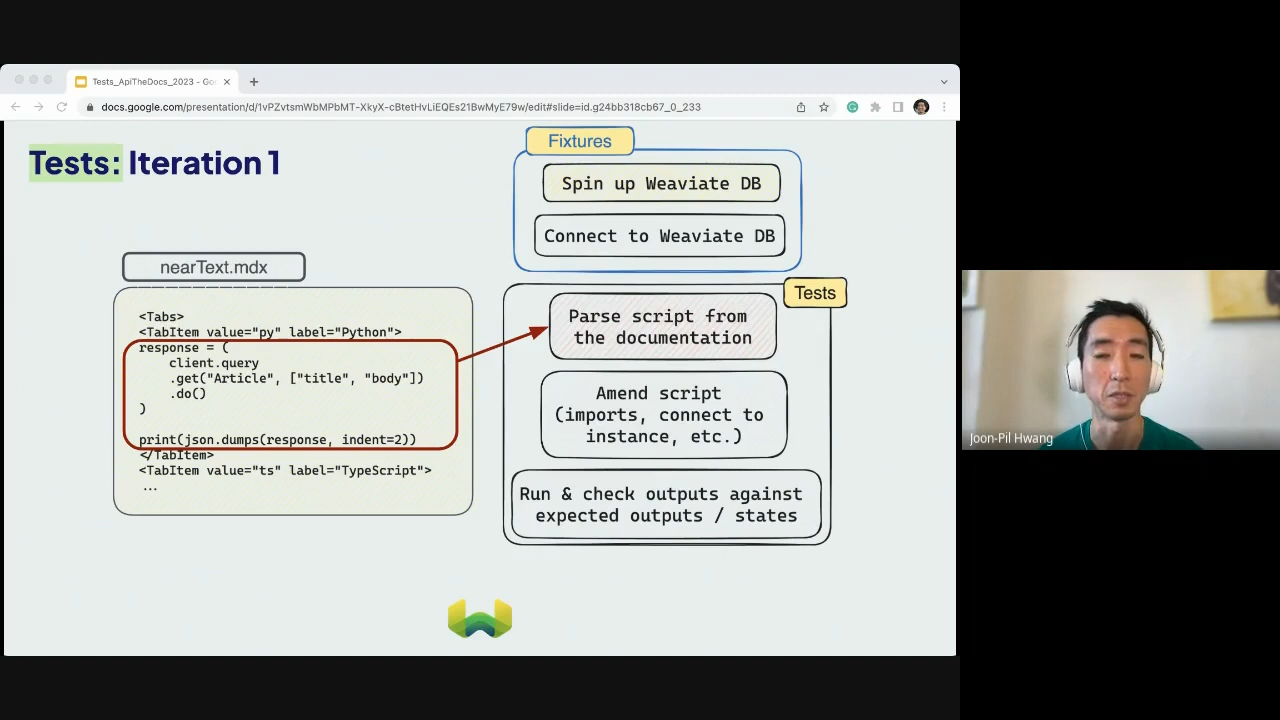 Tests_ApiTheDocs_2023 - Go
docs.google.com/presentation/d/1vPZvtsmWbMPbMT-XkyX-cBtetHvLiEQEs21BwMyE79w/edit#slide=id.g24bb318cb67_0_233
Tests: Iteration 1
Fixtures
Spin up Weaviate DB
Connect to Weaviate DB
nearText.mdx
<Tabs>
<TabItem value="py" label="Python">
response = (
client.query
.get("Article", ["title", "body"])
.do()
)
print(json.dumps(response, indent=2))
</TabItem>
<TabItem value="ts" label="TypeScript">
...
Tests
Parse script from
the documentation
Amend script
(imports, connect to
instance, etc.)
Run & check outputs against
expected outputs / states
Joon-Pil Hwang